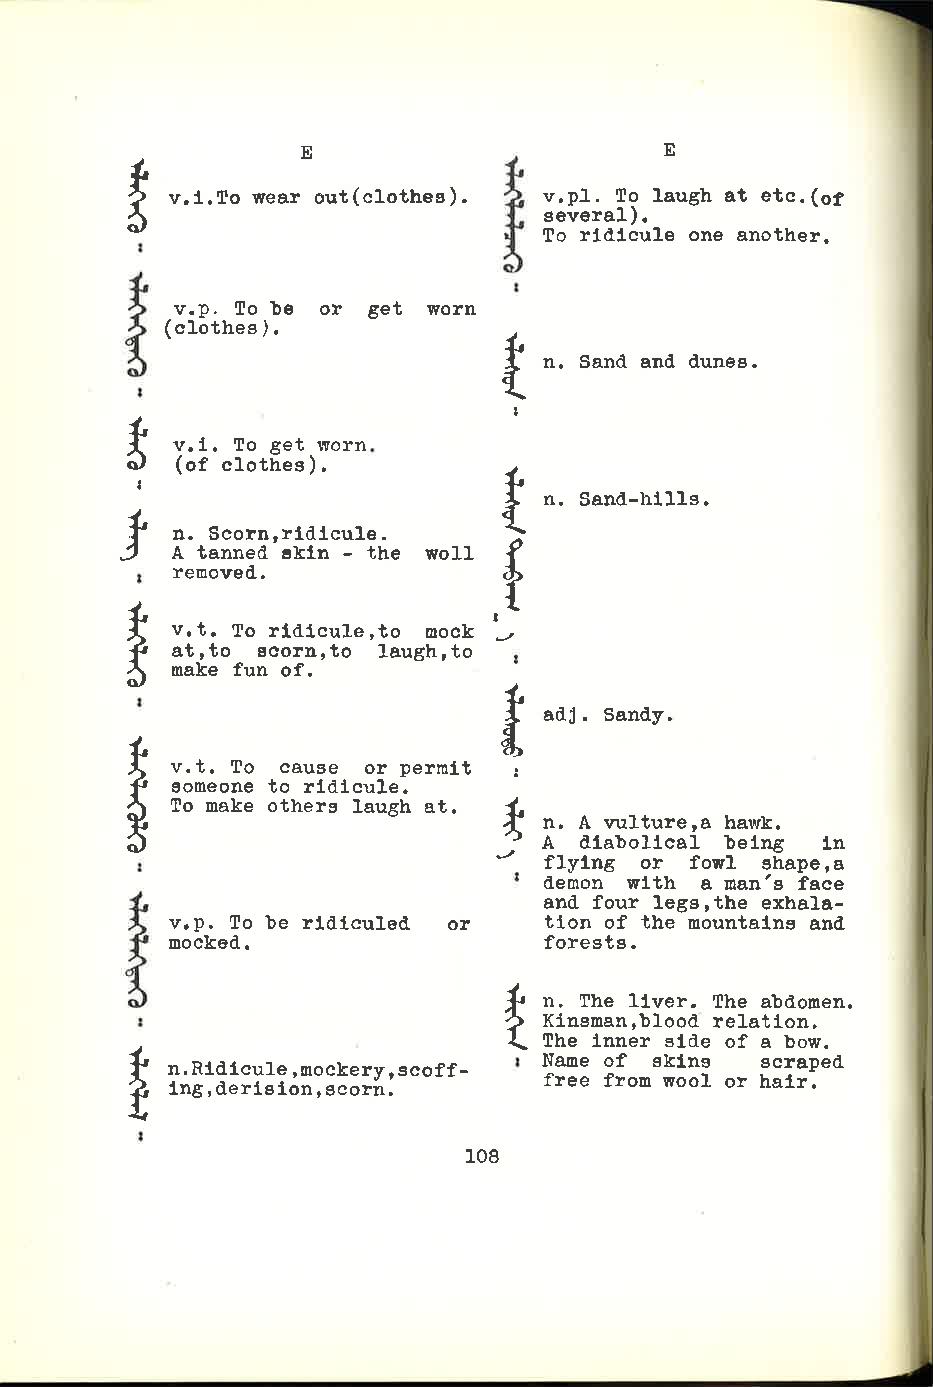 E
v.i.To wear out(clothes).
v.p. To be or get worn
(clothes).
v.i. To get worn.
(of clothes).
n. Scorn,ridicule.
A tanned skin - the woll
removed.
v.t. To ridicule,to mock
at,to scorn,to laugh,to
make fun of.
v.t. To cause or permit
someone to ridicule.
To make others laugh at.
v.p. To be ridiculed or
mocked.
n.Ridicule,mockery,scoff-
ing,derision,scorn.
E
v.pl. To laugh at etc.(of
several).
To ridicule one another.
n. Sand and dunes.
n. Sand-hills.
adj. Sandy.
n. A vulture,a hawk.
A diabolical being in
flying or fowl shape,a
demon with a man's face
and four legs,the exhala-
tion of the mountains and
forests.
n. The liver. The abdomen.
Kinsman,blood relation.
The inner side of a bow.
Name of skins scraped
free from wool or hair.
108